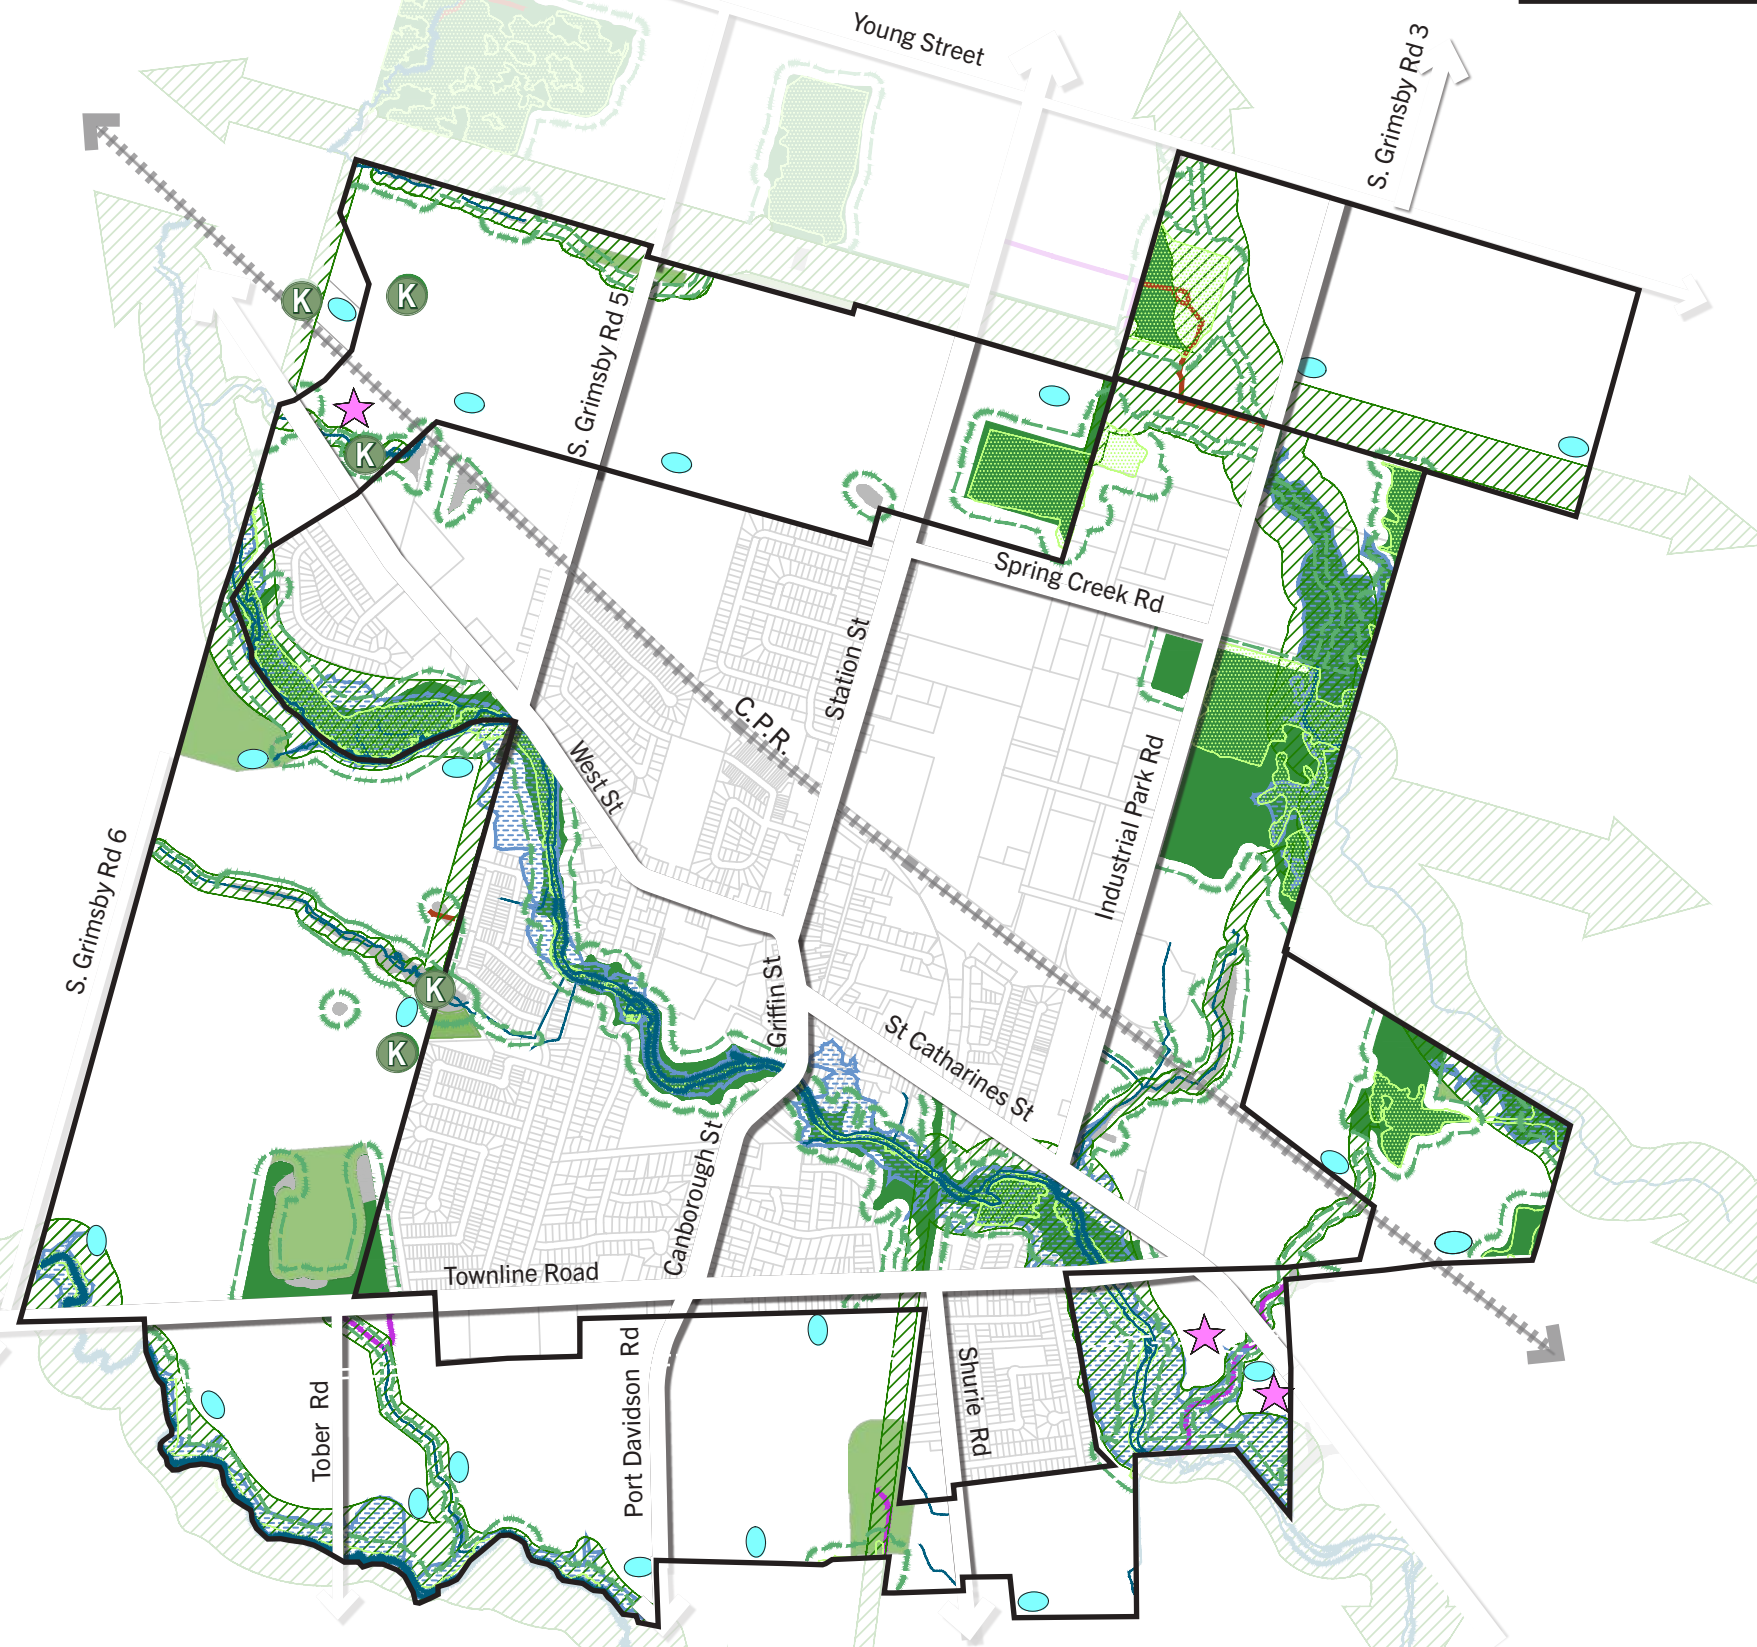 Young Street
S. Grimsby Rd 3
K
K
S. Grimsby Rd 5
K
Spring Creek Rd
Station St
C.P.R.
West St
Industrial Park Rd
S. Grimsby Rd 6
K
Griffin St
St Catharines St
K
Canborough St
Townline Road
Port Davidson Rd
Shurie Rd
Tober Rd